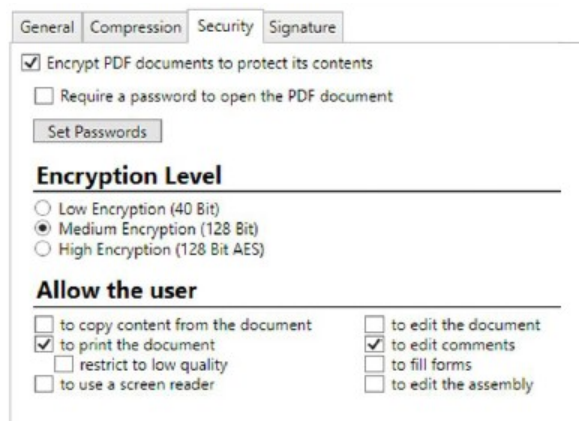 General Compression Security Signature
Encrypt PDF documents to protect its contents
Require a password to open the PDF document
Set Passwords
Encryption Level
Low Encryption (40 Bit)
Medium Encryption (128 Bit)
High Encryption (128 Bit AES)
Allow the user
to copy content from the document to edit the document
to print the document to edit comments
restrict to low quality to fill forms
to use a screen reader to edit the assembly